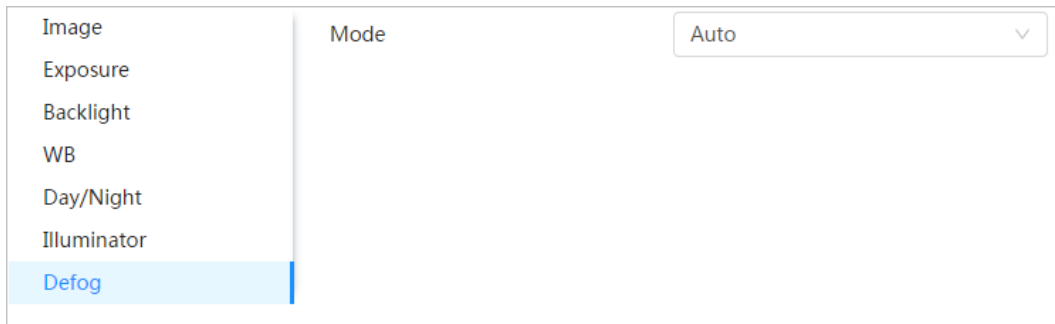 Image
Mode
Auto
Exposure
Backlight
WB
Day/Night
Illuminator
Defog